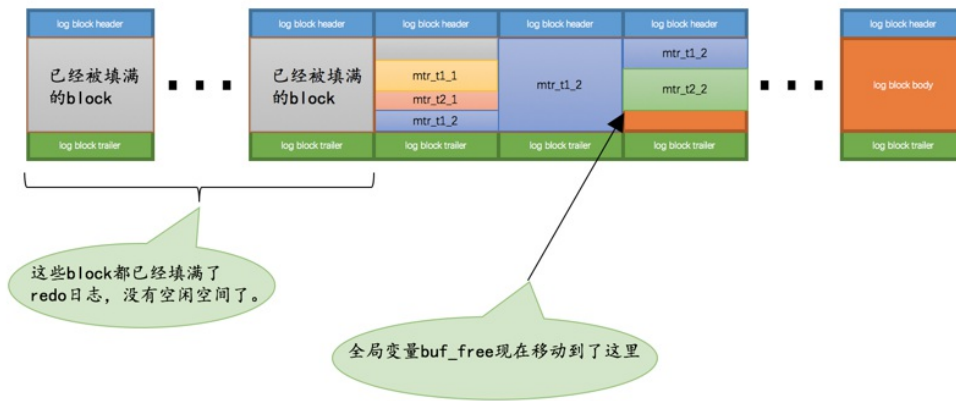 log block header
log block header
log block header
log block header
log block header
log block header
已经被填满
的block
已经被填满
的block
mtr_t1_1
mtr_t2_1
mtr_t1_2
mtr_t1_2
mtr_t1_2
mtr_t2_2
log block body
log block trailer
log block trailer
log block trailer
log block trailer
log block trailer
log block trailer
这些block都已经填满了
redo日志，没有空闲空间了。
全局变量buf_free现在移动到了这里